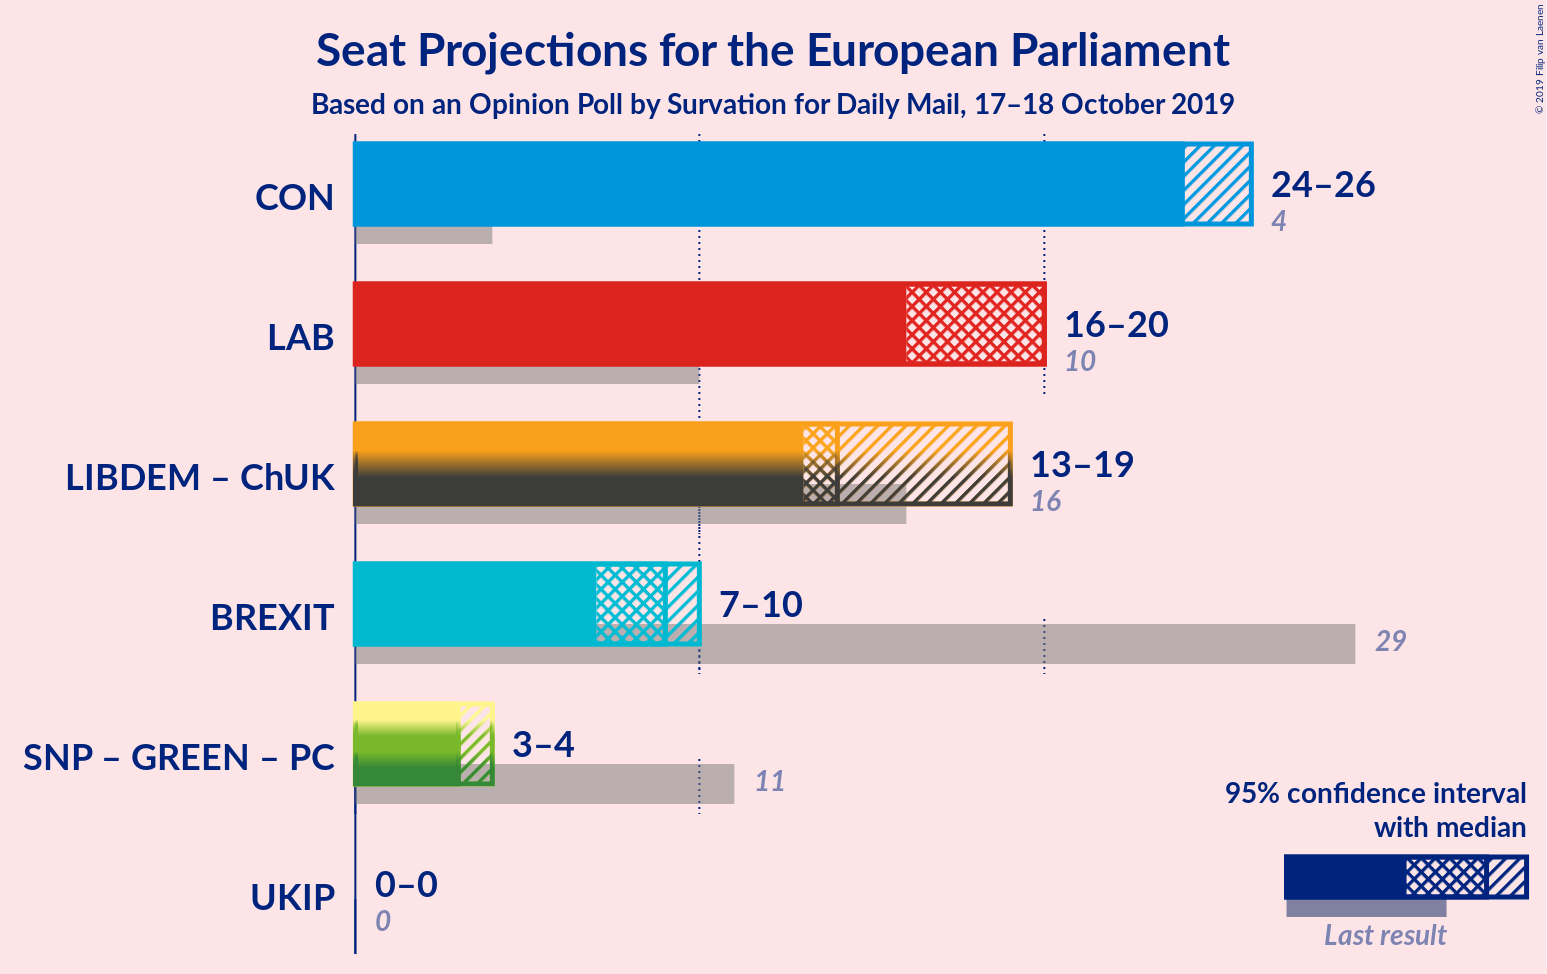 Seat Projections for the European Parliament
Based on an Opinion Poll by Survation for Daily Mail, 17–18 October 2019
© 2019 Filip van Laenen
CON
24–26
4
LAB
16–20
10
LIBDEM – ChUK
13–19
16
BREXIT
7–10
29
SNP – GREEN – PC
3–4
11
UKIP
0–0
0
95% confidence interval
with median
Last result